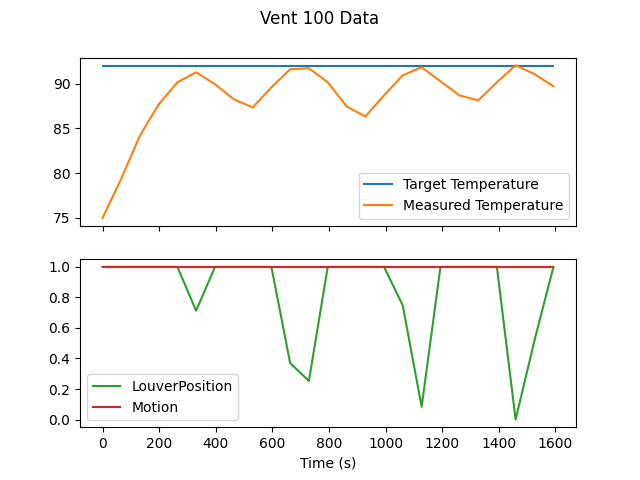 Vent 100 Data
90
85
80
75
Target Temperature
Measured Temperature
1.0
0.8
0.6
0.4
0.2
0.0
LouverPosition
Motion
0 200 400 600 800 1000 1200 1400 1600
Time (s)